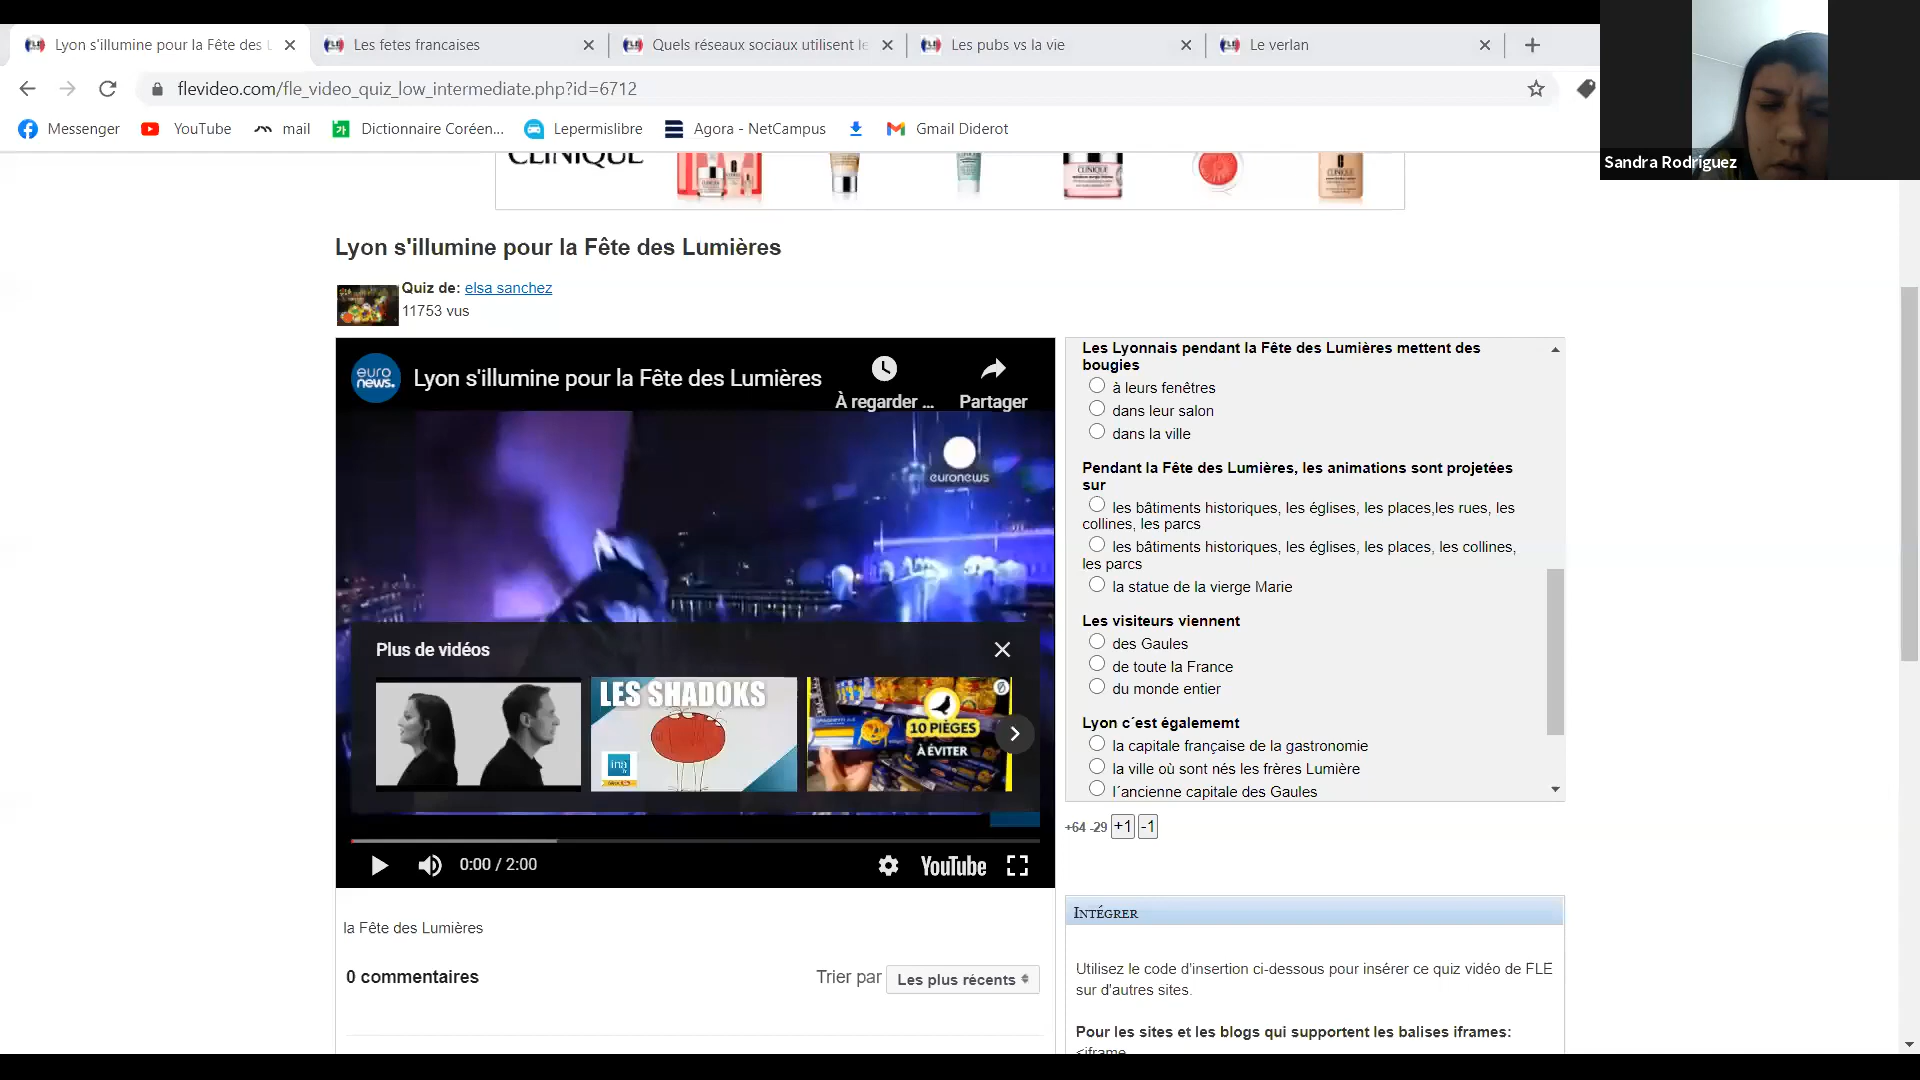 Lyon s'illumine pour la Fête des L
Les fetes francaises
Quels réseaux sociaux utilisent le
Les pubs vs la vie
Le verlan
flevideo.com/fle_video_quiz_low_intermediate.php?id=6712
Messenger
YouTube
mail
Dictionnaire Coréen...
Lepermislibre
Agora - NetCampus
Gmail Diderot
Sandra Rodriguez
CLINIQUE
CLINIQUE
CLINIQUE
Lyon s'illumine pour la Fête des Lumières
Quiz de: elsa sanchez
11753 vus
euro
news.
Lyon s'illumine pour la Fête des Lumières
À regarder ...
Partager
euronews
Plus de vidéos
LES SHADOKS
ina
fr
10 PIÈGES
À ÉVITER
0:00 / 2:00
YouTube
Les Lyonnais pendant la Fête des Lumières mettent des
bougies
à leurs fenêtres
dans leur salon
dans la ville
Pendant la Fête des Lumières, les animations sont projetées
sur
les bâtiments historiques, les églises, les places,les rues, les
collines, les parcs
les bâtiments historiques, les églises, les places, les collines,
les parcs
la statue de la vierge Marie
Les visiteurs viennent
des Gaules
de toute la France
du monde entier
Lyon c´est égalememt
la capitale française de la gastronomie
la ville où sont nés les frères Lumière
l´ancienne capitale des Gaules
+64 -29 +1 -1
la Fête des Lumières
0 commentaires
Trier par Les plus récents
Intégrer
Utilisez le code d'insertion ci-dessous pour insérer ce quiz vidéo de FLE
sur d'autres sites.
Pour les sites et les blogs qui supportent les balises iframes:
<iframe